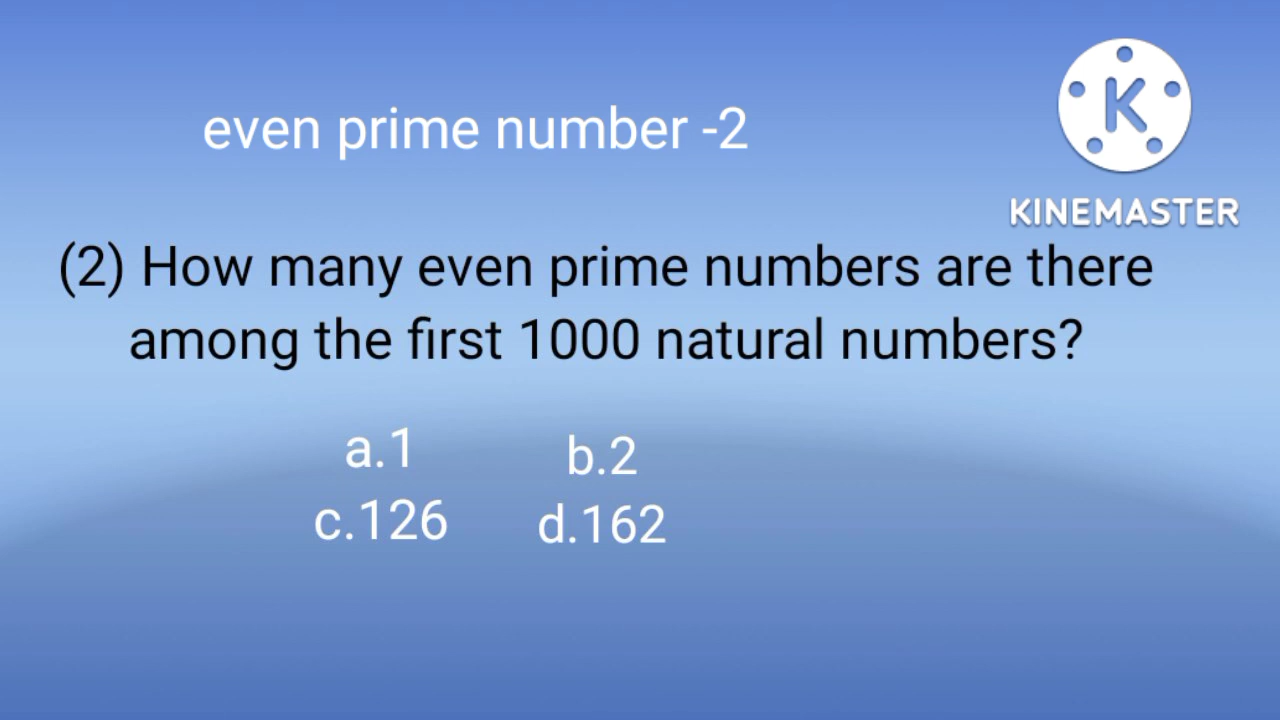 even prime number -2
K
KINEMASTER
(2) How many even prime numbers are there
among the first 1000 natural numbers?
a.1 b.2
c.126 d.162